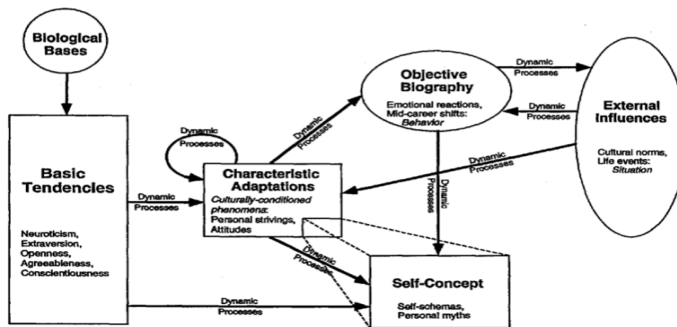 Biological
Bases
Basic
Tendencies
Neuroticism,
Extraversion,
Openness,
Agreeableness,
Conscientiousness
Dynamic
Processes
Dynamic
Processes
Characteristic
Adaptations
Culturally-conditioned
phenomena:
Personal strivings,
Attitudes
Dynamic
Processes
Objective
Biography
Emotional reactions,
Mid-career shifts:
Behavior
Dynamic
Processes
Dynamic
Processes
External
Influences
Cultural norms,
Life events:
Situation
Dynamic
Processes
Dynamic
Processes
Dynamic
Processes
Dynamic
Processes
Self-Concept
Self-schemas,
Personal myths